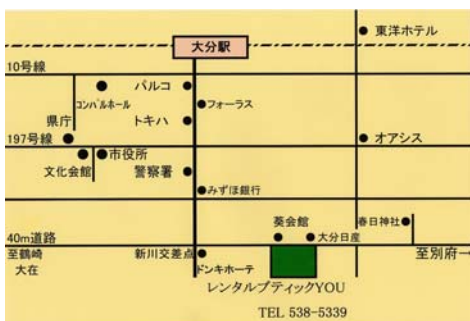 東洋ホテル
大分駅
10号線
パルコ
コンパルホール
フォーラス
県庁
トキハ
197号線
オアシス
市役所
文化会館
警察署
みずほ銀行
葵会館
春日神社
40m道路
大分日産
至鶴崎
大在
新川交差点
ドンキホーテ
至別府→
レンタルブティックYOU
TEL 538-5339